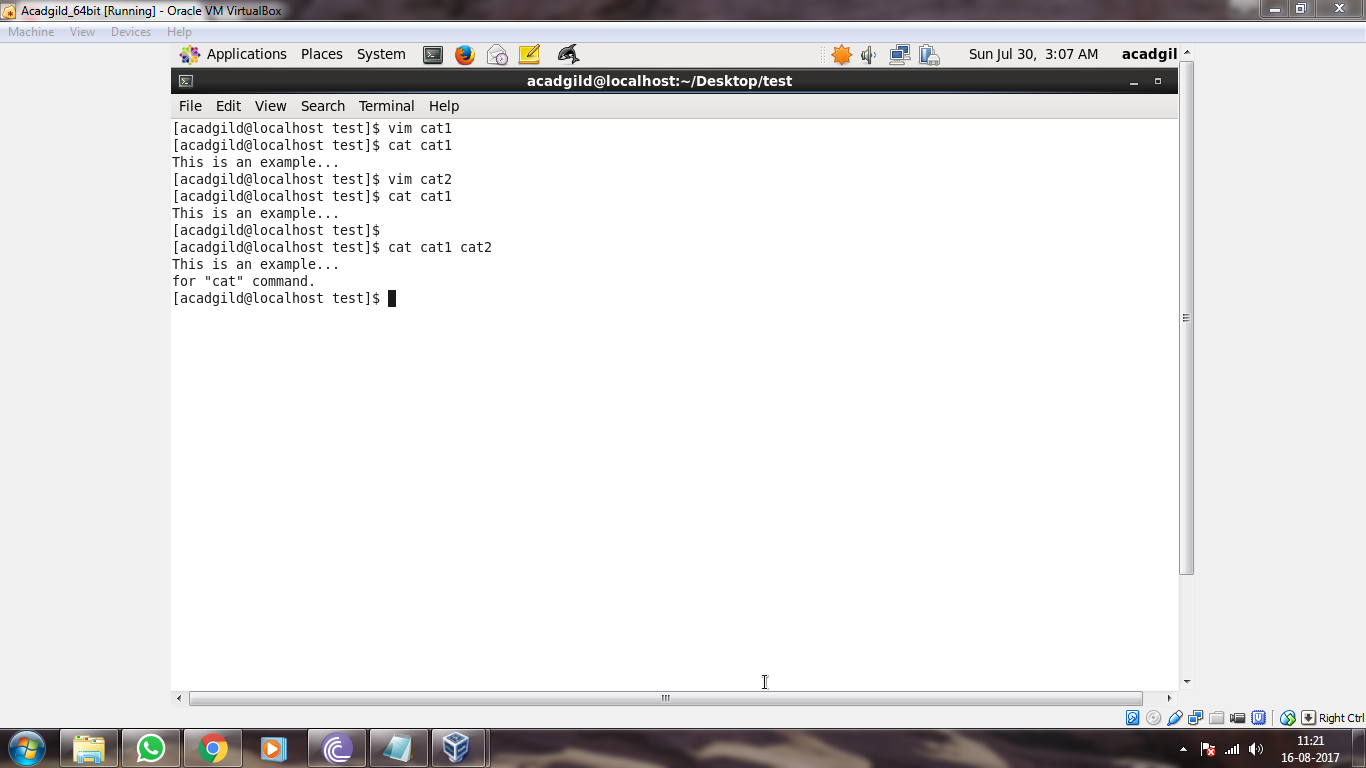 Acadgild_64bit [Running] - Oracle VM VirtualBox
Machine View Devices Help
Applications Places System Sun Jul 30, 3:07 AM acadgil
acadgild@localhost:~/Desktop/test
File Edit View Search Terminal Help
[acadgild@localhost test]$ vim cat1
[acadgild@localhost test]$ cat cat1
This is an example...
[acadgild@localhost test]$ vim cat2
[acadgild@localhost test]$ cat cat1
This is an example...
[acadgild@localhost test]$
[acadgild@localhost test]$ cat cat1 cat2
This is an example...
for "cat" command.
[acadgild@localhost test]$
Right Ctrl
11:21
16-08-2017